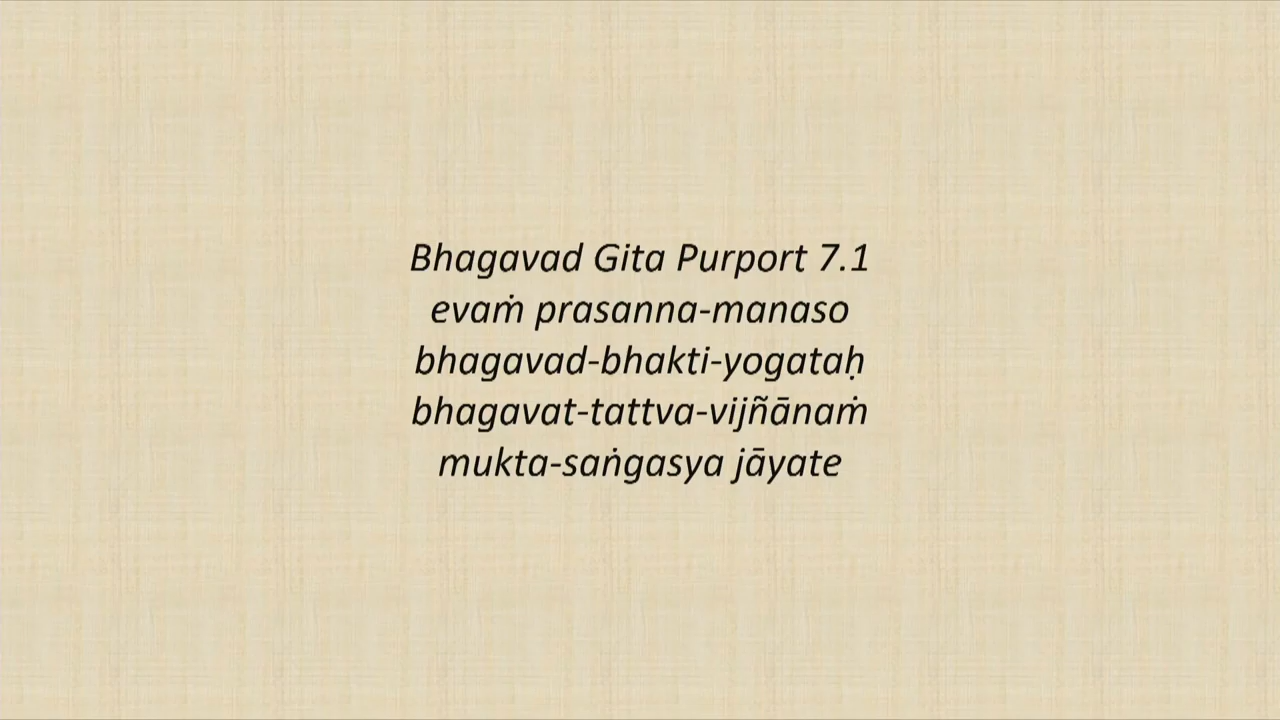 Bhagavad Gita Purport 7.1
evaṁ prasanna-manaso
bhagavad-bhakti-yogataḥ
bhagavat-tattva-vijñānaṁ
mukta-saṅgasya jāyate